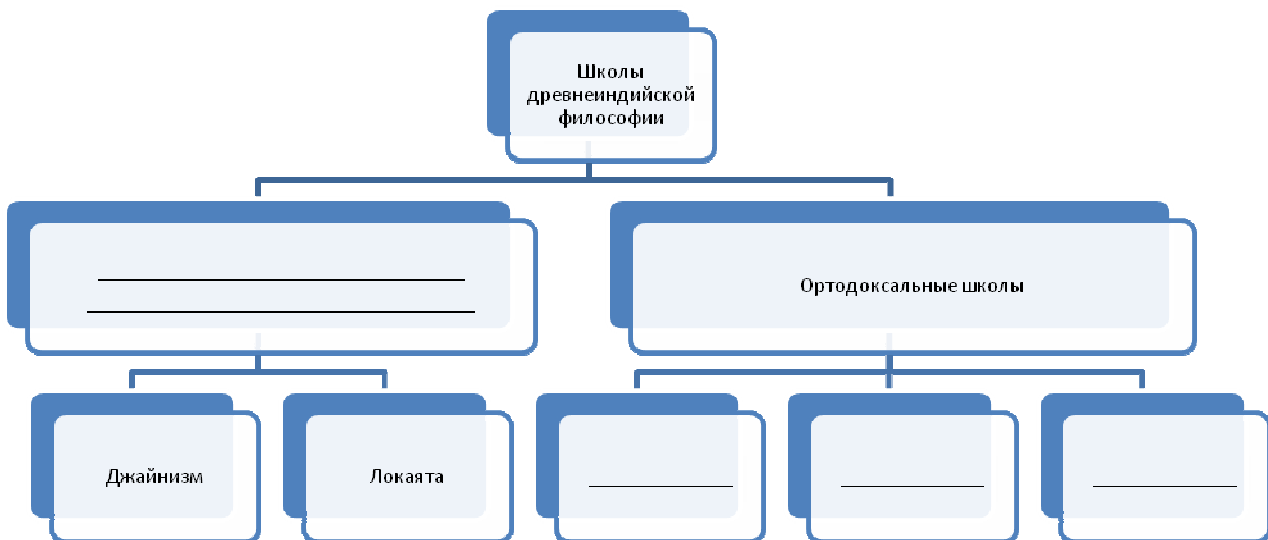 Школы
древнеиндийской
философии
Ортодоксальные школы
Джайнизм
Локаята